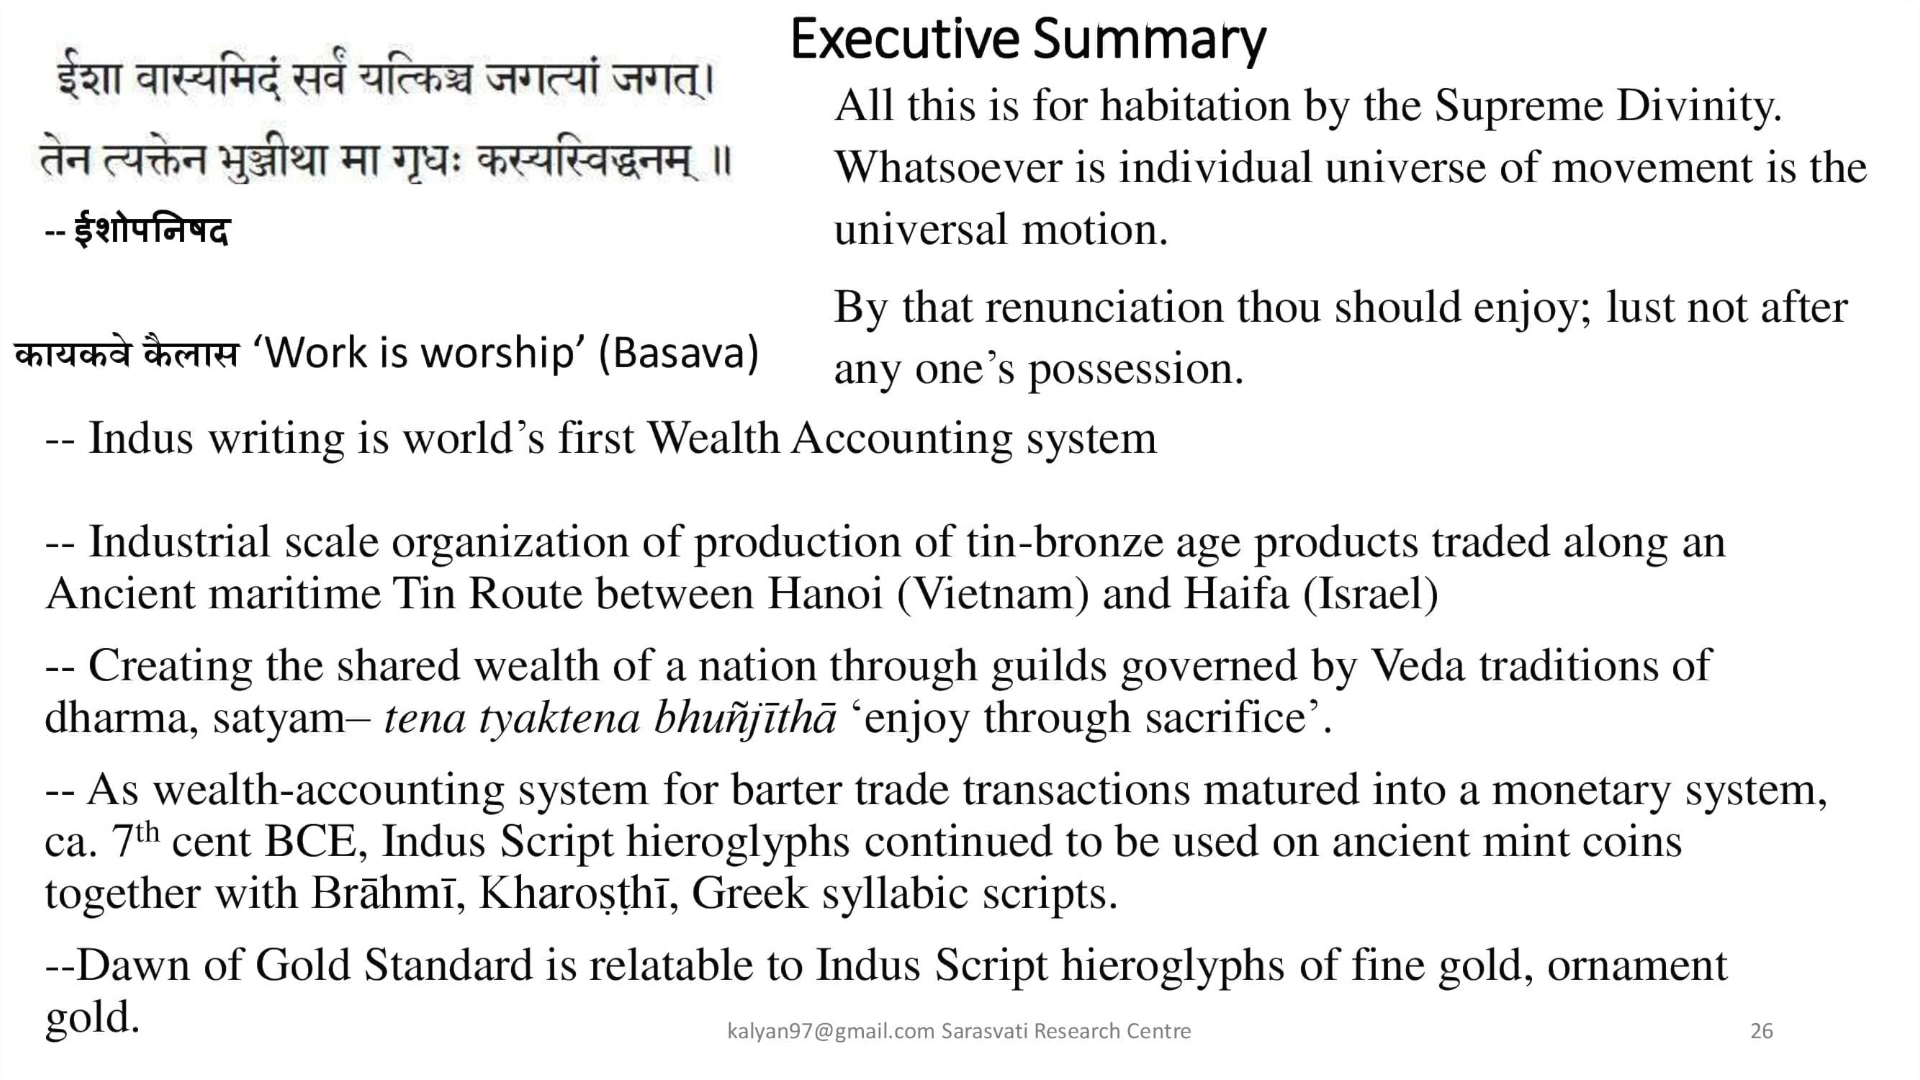 Executive Summary
ईशा वास्यमिदं सर्वं यत्किञ्च जगत्यां जगत्।
तेन त्यक्तेन भुञ्जीथा मा गृधः कस्यस्विद्धनम् ॥
-- ईशोपनिषद
कायकवे कैलास ‘Work is worship’ (Basava)
All this is for habitation by the Supreme Divinity.
Whatsoever is individual universe of movement is the
universal motion.
By that renunciation thou should enjoy; lust not after
any one’s possession.
-- Indus writing is world’s first Wealth Accounting system
-- Industrial scale organization of production of tin-bronze age products traded along an
Ancient maritime Tin Route between Hanoi (Vietnam) and Haifa (Israel)
-- Creating the shared wealth of a nation through guilds governed by Veda traditions of
dharma, satyam– tena tyaktena bhuñjīthā ‘enjoy through sacrifice’.
-- As wealth-accounting system for barter trade transactions matured into a monetary system,
ca. 7th cent BCE, Indus Script hieroglyphs continued to be used on ancient mint coins
together with Brāhmī, Kharoṣṭhī, Greek syllabic scripts.
--Dawn of Gold Standard is relatable to Indus Script hieroglyphs of fine gold, ornament
gold.
kalyan97@gmail.com Sarasvati Research Centre
26